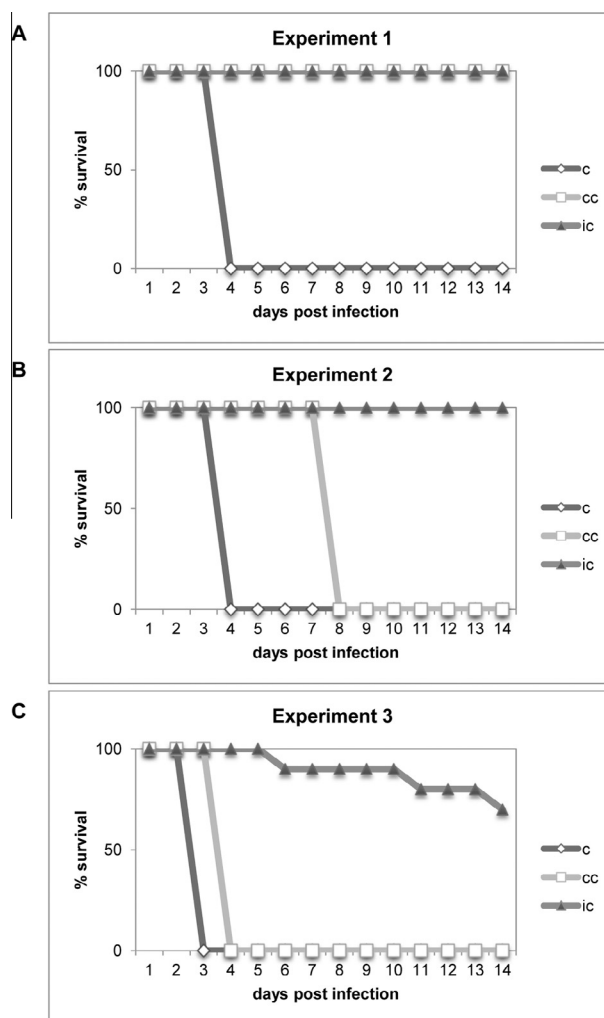 A
Experiment 1
% survival
100
50
0
1 2 3 4 5 6 7 8 9 10 11 12 13 14
days post infection
c
cc
ic
B
Experiment 2
% survival
100
50
0
1 2 3 4 5 6 7 8 9 10 11 12 13 14
days post infection
c
cc
ic
C
Experiment 3
% survival
100
50
0
1 2 3 4 5 6 7 8 9 10 11 12 13 14
days post infection
c
cc
ic